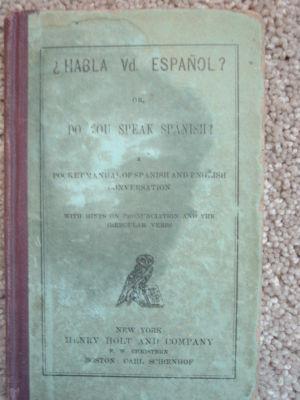 ¿HABLA Vd. ESPAÑOL?
OR,
DO YOU SPEAK SPANISH?
A
POCKET MANUAL OF SPANISH AND ENGLISH
CONVERSATION
WITH HINTS ON PRONUNCIATION AND THE
IRREGULAR VERBS
NEW YORK
HENRY HOLT AND COMPANY
F. W. CHRISTERN
BOSTON: CARL SCHŒNHOF